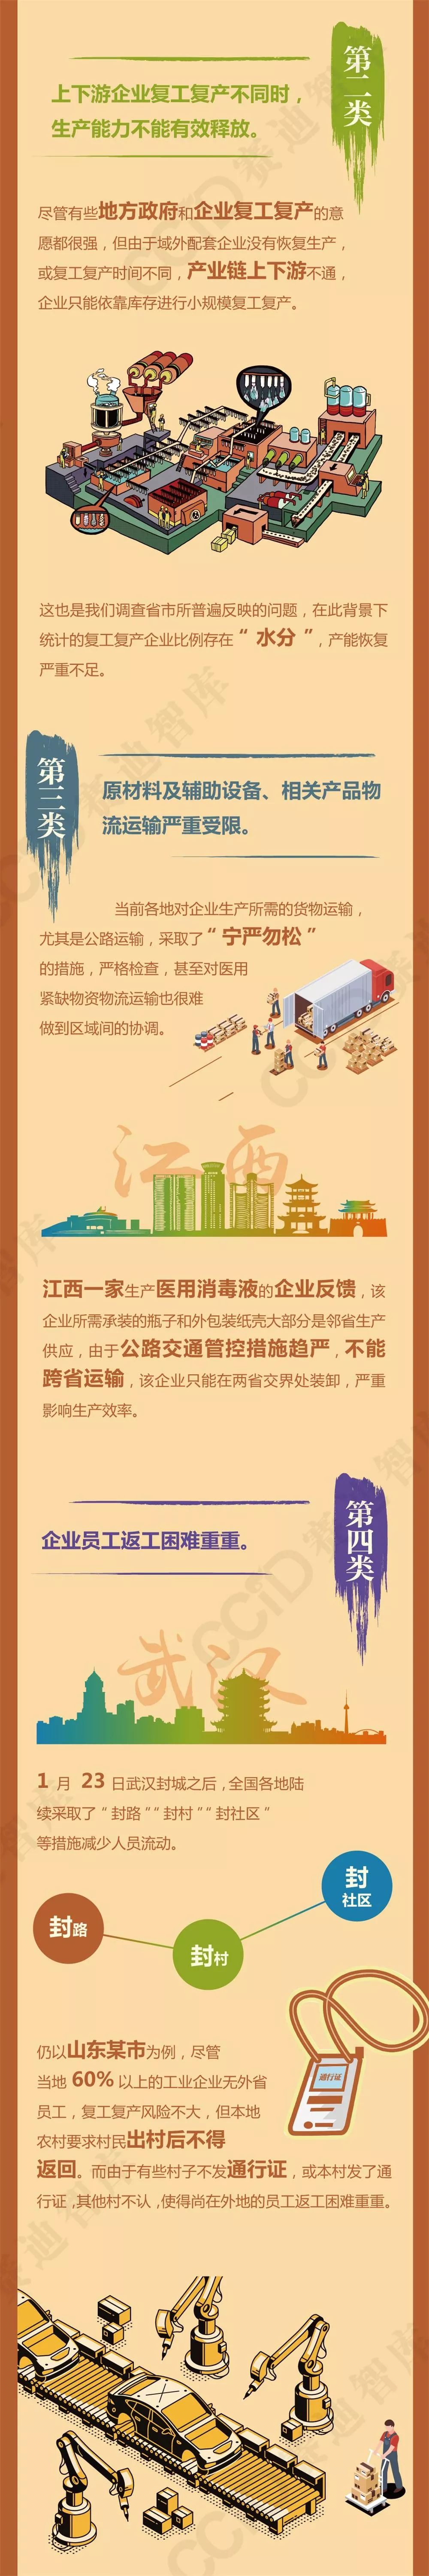 第二类
上下游企业复工复产不同时，
生产能力不能有效释放。
尽管有些地方政府和企业复工复产的意
愿都很强，但由于域外配套企业没有恢复生产，
或复工复产时间不同，产业链上下游不通，
企业只能依靠库存进行小规模复工复产。
这也是我们调查省市所普遍反映的问题，在此背景下
统计的复工复产企业比例存在“水分”，产能恢复
严重不足。
第三类
原材料及辅助设备、相关产品物
流运输严重受限。
当前各地对企业生产所需的货物运输，
尤其是公路运输，采取了“宁严勿松”
的措施，严格检查，甚至对医用
紧缺物资物流运输也很难
做到区域间的协调。
江西
江西一家生产医用消毒液的企业反馈，该
企业所需承装的瓶子和外包装纸壳大部分是邻省生产
供应，由于公路交通管控措施趋严，不能
跨省运输，该企业只能在两省交界处装卸，严重
影响生产效率。
第四类
企业员工返工困难重重。
武汉
1 月 23 日武汉封城之后，全国各地陆
续采取了“封路”“封村”“封社区”
等措施减少人员流动。
封路
封村
封
社区
通行证
仍以山东某市为例，尽管
当地 60% 以上的工业企业无外省
员工，复工复产风险不大，但本地
农村要求村民出村后不得
返回。而由于有些村子不发通行证，或本村发了通
行证，其他村不认，使得尚在外地的员工返工困难重重。
CCID 赛迪智库